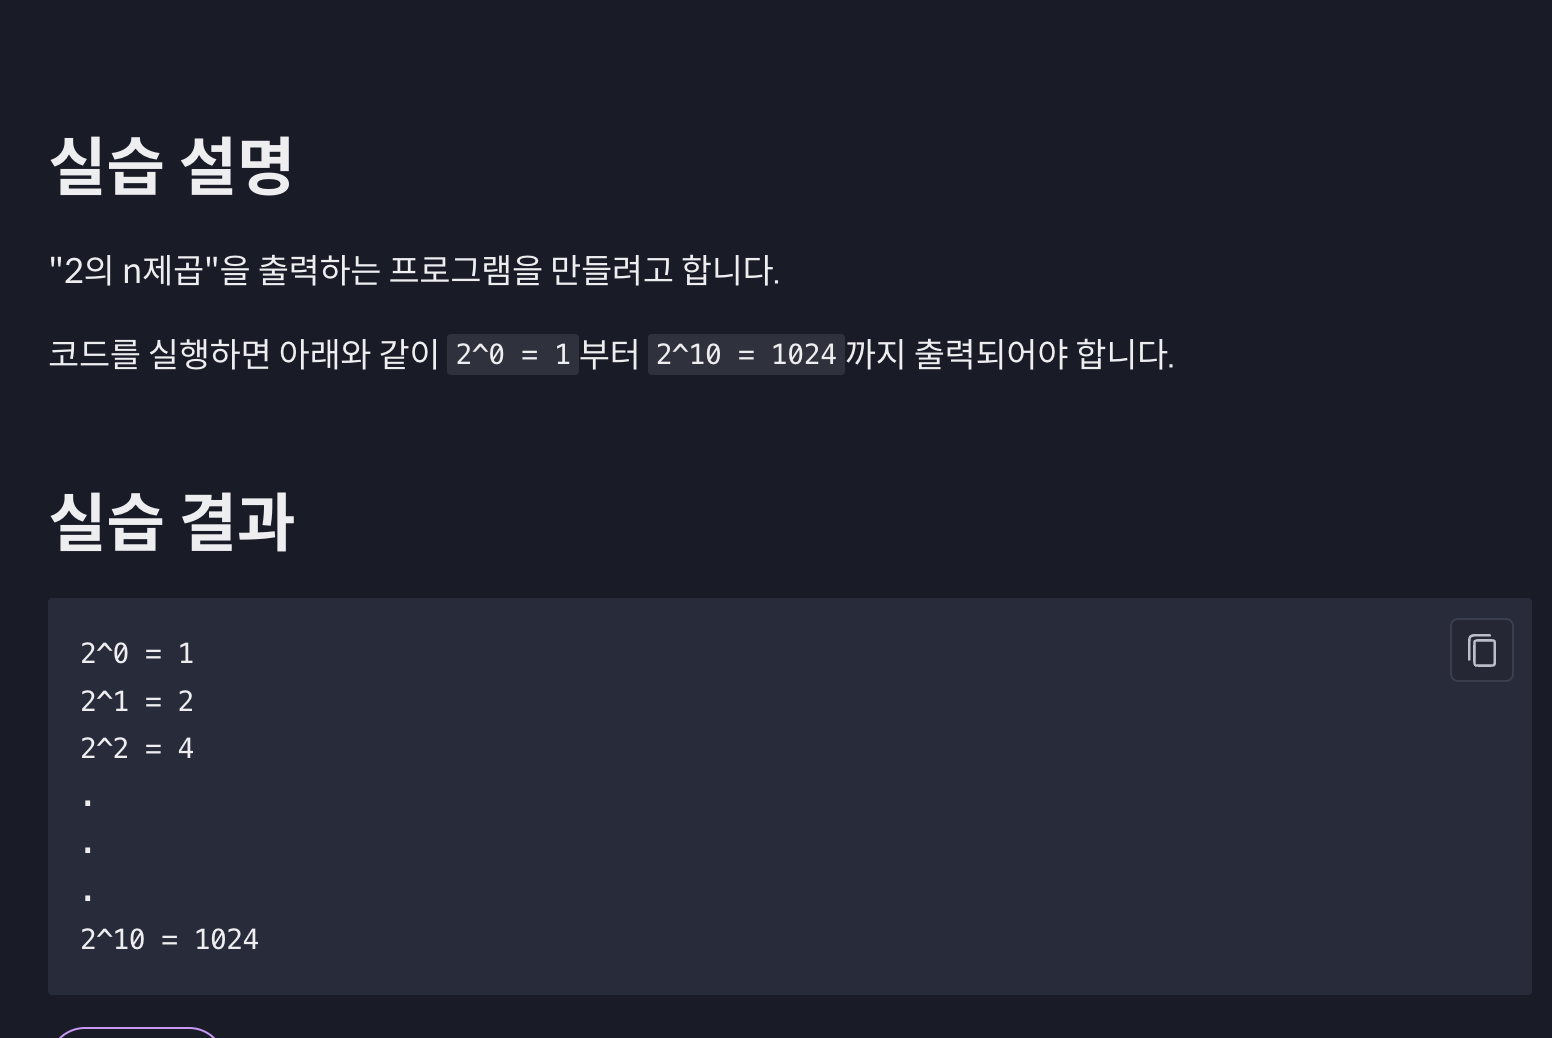 실습 설명
"2의 n제곱"을 출력하는 프로그램을 만들려고 합니다.
코드를 실행하면 아래와 같이 2^0 = 1부터 2^10 = 1024까지 출력되어야 합니다.
실습 결과
2^0 = 1
2^1 = 2
2^2 = 4
.
.
.
2^10 = 1024